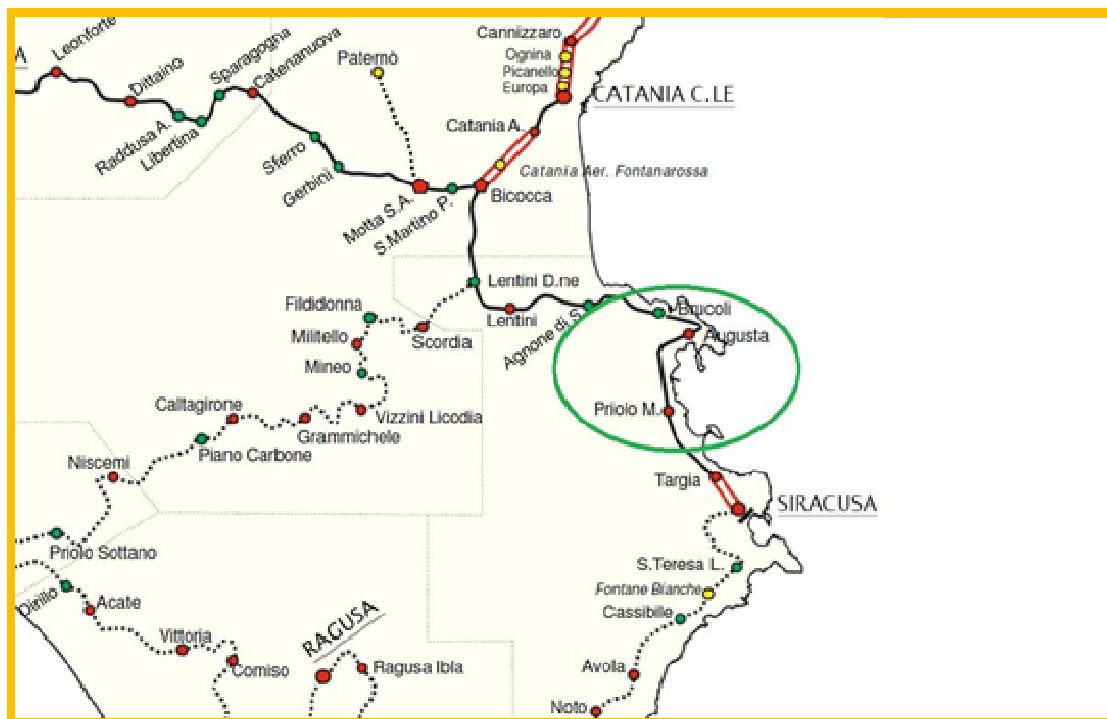 Cannizzaro
Leonforte
Sparagogna
Catenanuova
Ognina
Dittaino
Paternò
Picanello
Europa
CATANIA C.LE
Raddusa A.
Libertina
Catania A.
Sferro
Catania Aer. Fontanarossa
Gerbini
Motta S.A.
S.Martino P.
Bicocca
Lentini D.ne
Fildidonna
Brucoli
Lentini
Agnone di S.
Militello
Scordia
Augusta
Mineo
Caltagirone
Vizzini Licodia
Priolo M.
Grammichele
Piano Carbone
Niscemi
Targia
SIRACUSA
Priolo Sottano
S.Teresa L.
Dirillo
Acate
Fontane Bianche
Cassibile
Vittoria
RAGUSA
Comiso
Ragusa Ibla
Avola
Noto